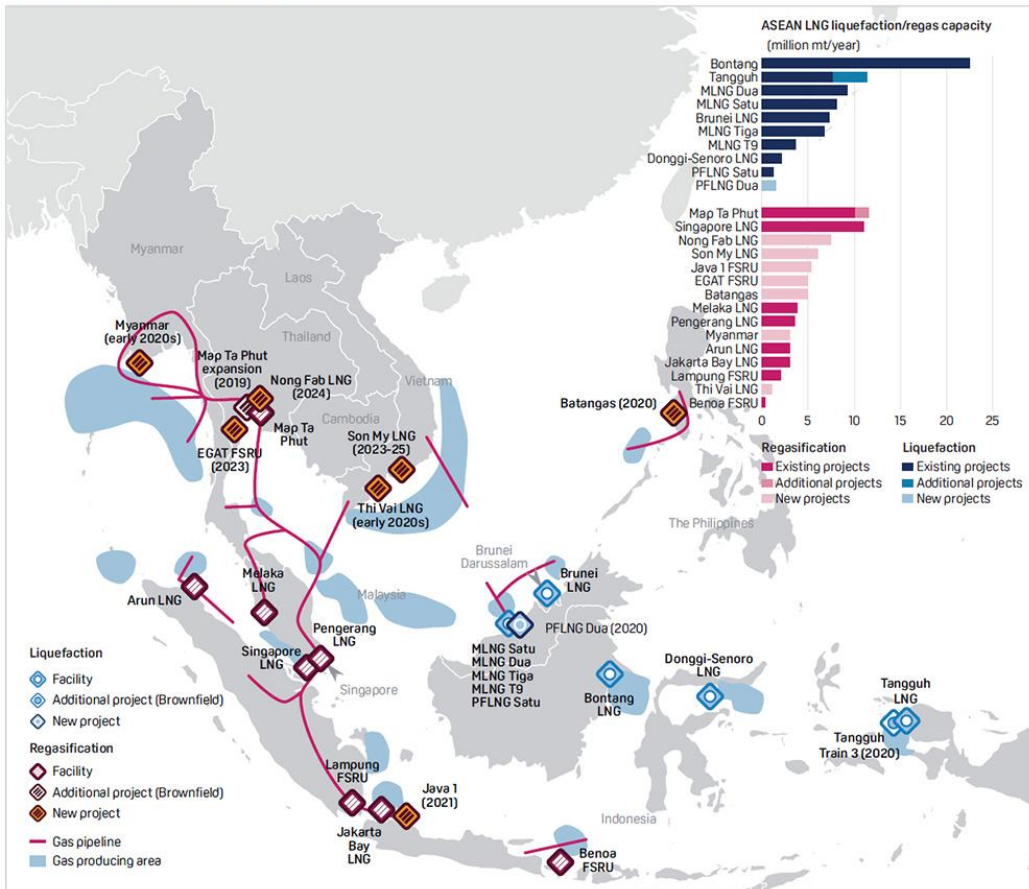 ASEAN LNG liquefaction/regas capacity
(million mt/year)
Bontang
Tangguh
MLNG Dua
MLNG Satu
Brunei LNG
MLNG Tiga
MLNG T9
Donggi-Senoro LNG
PFLNG Satu
PFLNG Dua
Map Ta Phut
Singapore LNG
Nong Fab LNG
Son My LNG
Java 1 FSRU
EGAT FSRU
Batangas
Melaka LNG
Pengerang LNG
Myanmar
Arun LNG
Jakarta Bay LNG
Lampung FSRU
Thi Vai LNG
Benoa FSRU
0 5 10 15 20 25
Regasification
Existing projects
Additional projects
New projects
Liquefaction
Existing projects
Additional projects
New projects
Myanmar
Laos
Thailand
Vietnam
Cambodia
Myanmar
(early 2020s)
Map Ta Phut
expansion
(2019)
Nong Fab LNG
(2024)
Map Ta
Phut
EGAT FSRU
(2023)
Son My LNG
(2023-25)
Thi Vai LNG
(early 2020s)
Batangas (2020)
The Philippines
Brunei
Darussalam
Brunei
LNG
Arun LNG
Melaka
LNG
Malaysia
Pengerang
LNG
Singapore
LNG
Singapore
PFLNG Dua (2020)
MLNG Satu
MLNG Dua
MLNG Tiga
MLNG T9
PFLNG Satu
Bontang
LNG
Donggi-Senoro
LNG
Tangguh
LNG
Tangguh
Train 3 (2020)
Lampung
FSRU
Jakarta
Bay
LNG
Java 1
(2021)
Indonesia
Benoa
FSRU
Liquefaction
Facility
Additional project (Brownfield)
New project
Regasification
Facility
Additional project (Brownfield)
New project
Gas pipeline
Gas producing area